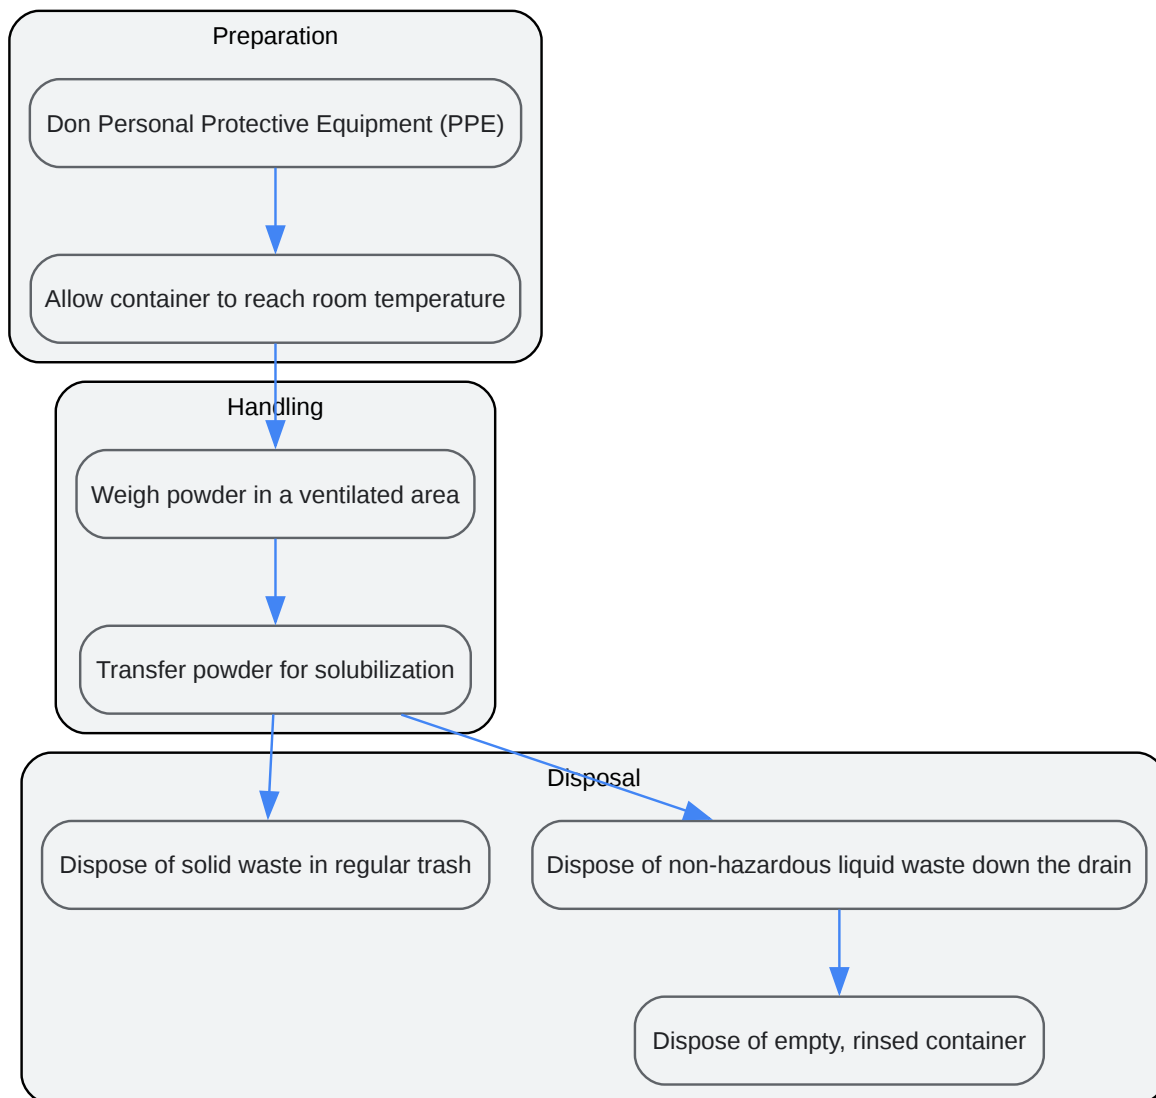 Preparation
Don Personal Protective Equipment (PPE)
Allow container to reach room temperature
Handling
Weigh powder in a ventilated area
Transfer powder for solubilization
Disposal
Dispose of solid waste in regular trash
Dispose of non-hazardous liquid waste down the drain
Dispose of empty, rinsed container